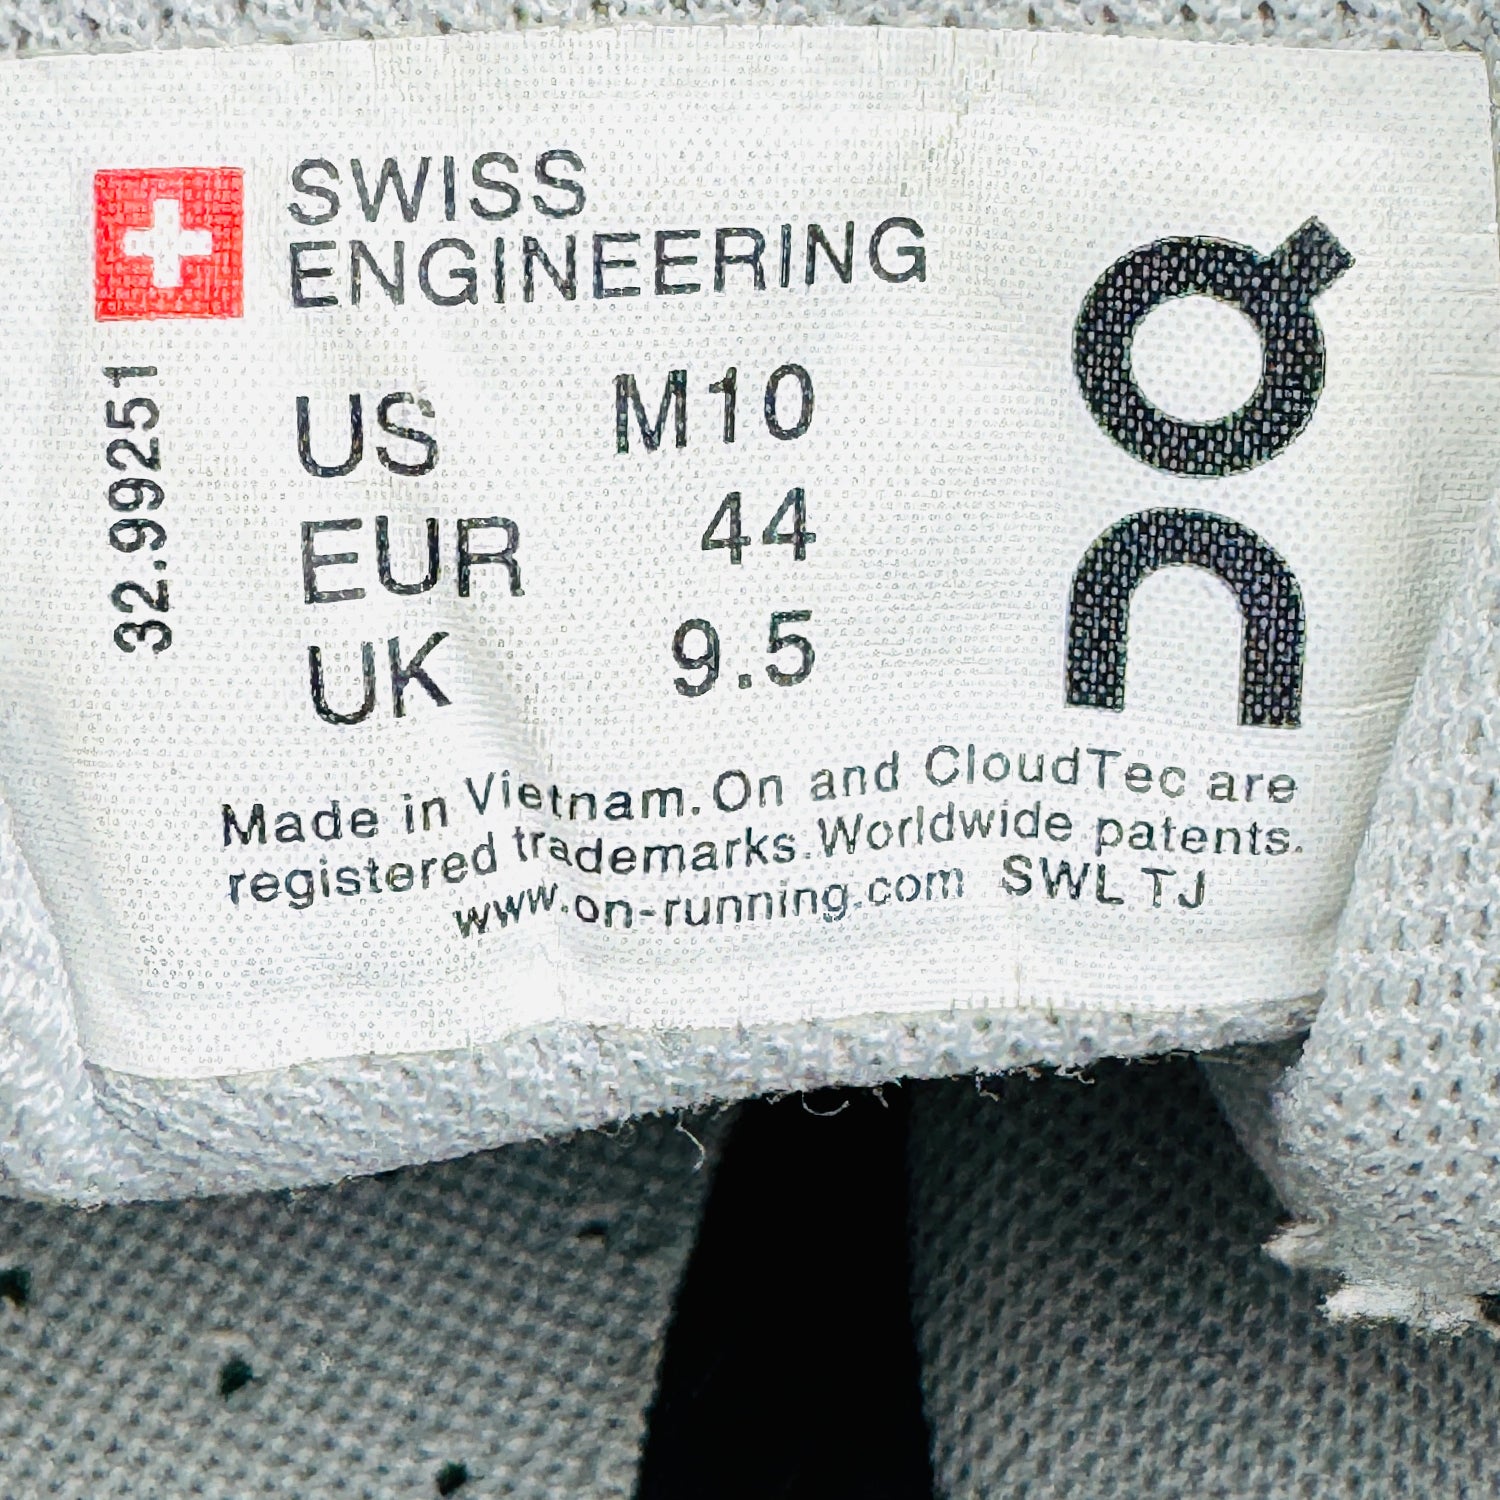 SWISS
ENGINEERING
32.99251
US M10
EUR 44
UK 9.5
On
Made in Vietnam. On and CloudTec are
registered trademarks. Worldwide patents.
www.on-running.com SWL TJ